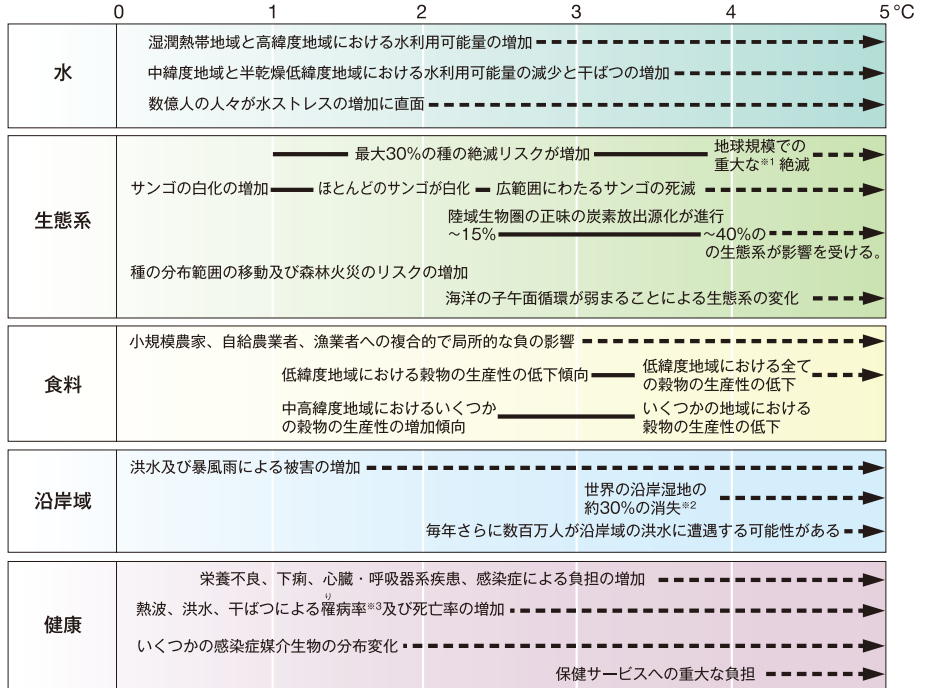 0 1 2 3 4 5 °C
水
湿潤熱帯地域と高緯度地域における水利用可能量の増加
中緯度地域と半乾燥低緯度地域における水利用可能量の減少と干ばつの増加
数億人の人々が水ストレスの増加に直面
生態系
最大30%の種の絶滅リスクが増加
地球規模での
重大な※1 絶滅
サンゴの白化の増加 ほとんどのサンゴが白化 広範囲にわたるサンゴの死滅
陸域生物圏の正味の炭素放出源化が進行
~15% ~40%の
の生態系が影響を受ける。
種の分布範囲の移動及び森林火災のリスクの増加
海洋の子午面循環が弱まることによる生態系の変化
食料
小規模農家、自給農業者、漁業者への複合的で局所的な負の影響
低緯度地域における穀物の生産性の低下傾向
低緯度地域における全て
の穀物の生産性の低下
中高緯度地域におけるいくつか
の穀物の生産性の増加傾向
いくつかの地域における
穀物の生産性の低下
沿岸域
洪水及び暴風雨による被害の増加
世界の沿岸湿地の
約30%の消失※2
毎年さらに数百万人が沿岸域の洪水に遭遇する可能性がある
健康
栄養不良、下痢、心臓・呼吸器系疾患、感染症による負担の増加
り
熱波、洪水、干ばつによる罹病率※3及び死亡率の増加
いくつかの感染症媒介生物の分布変化
保健サービスへの重大な負担